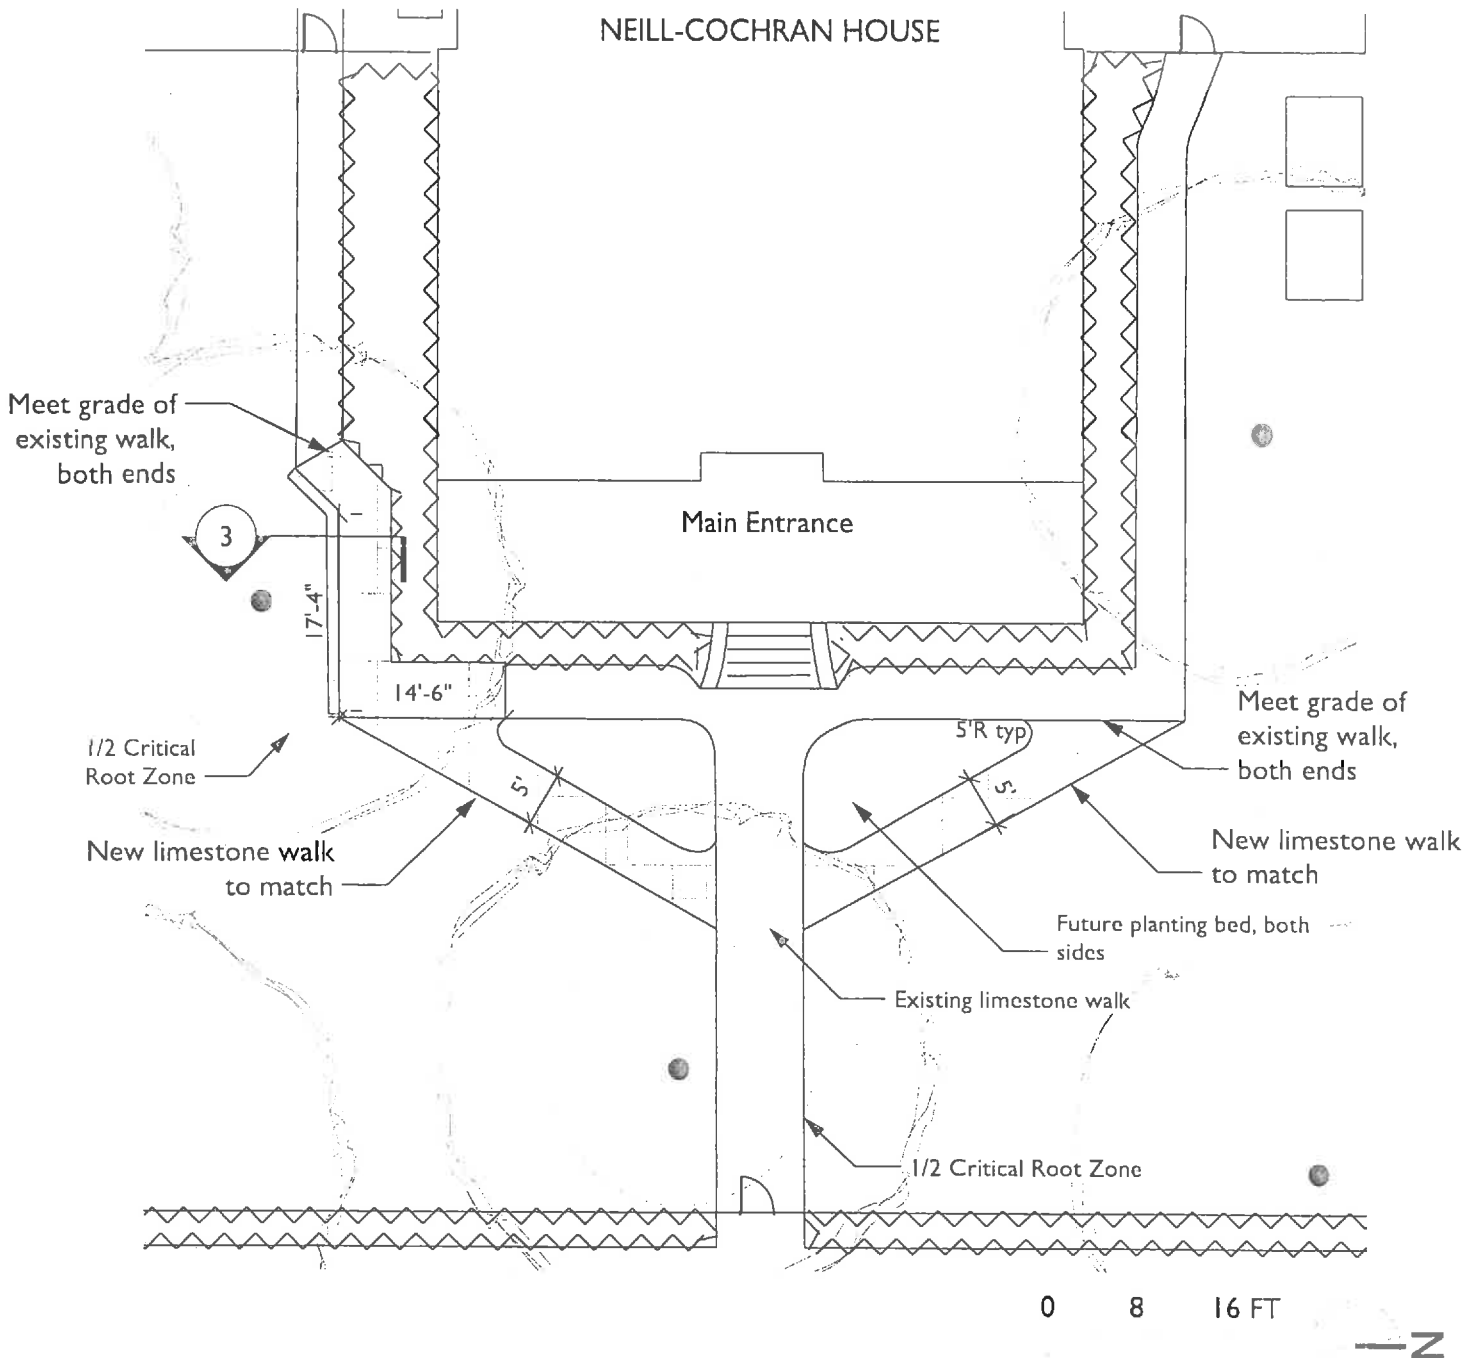 NEILL-COCHRAN HOUSE
Meet grade of
existing walk,
both ends
3
17'-4"
Main Entrance
14'-6"
5'R typ
1/2 Critical
Root Zone
5'
5'
Meet grade of
existing walk,
both ends
New limestone walk
to match
New limestone walk
to match
Future planting bed, both
sides
Existing limestone walk
1/2 Critical Root Zone
0 8 16 FT
N